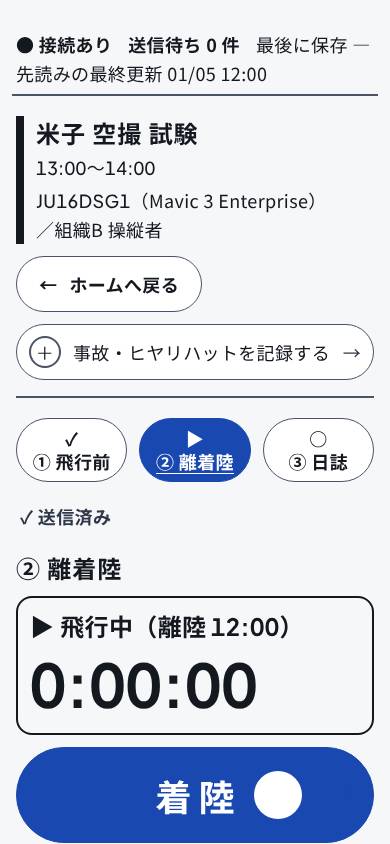 ● 接続あり 送信待ち 0 件 最後に保存 —
先読みの最終更新 01/05 12:00
米子 空撮 試験
13:00〜14:00
JU16DSG1（Mavic 3 Enterprise）
／組織B 操縦者
← ホームへ戻る
＋ 事故・ヒヤリハットを記録する →
✓ ▶ ○
① 飛行前 ② 離着陸 ③ 日誌
✓ 送信済み
② 離着陸
▶ 飛行中（離陸 12:00）
0:00:00
着 陸